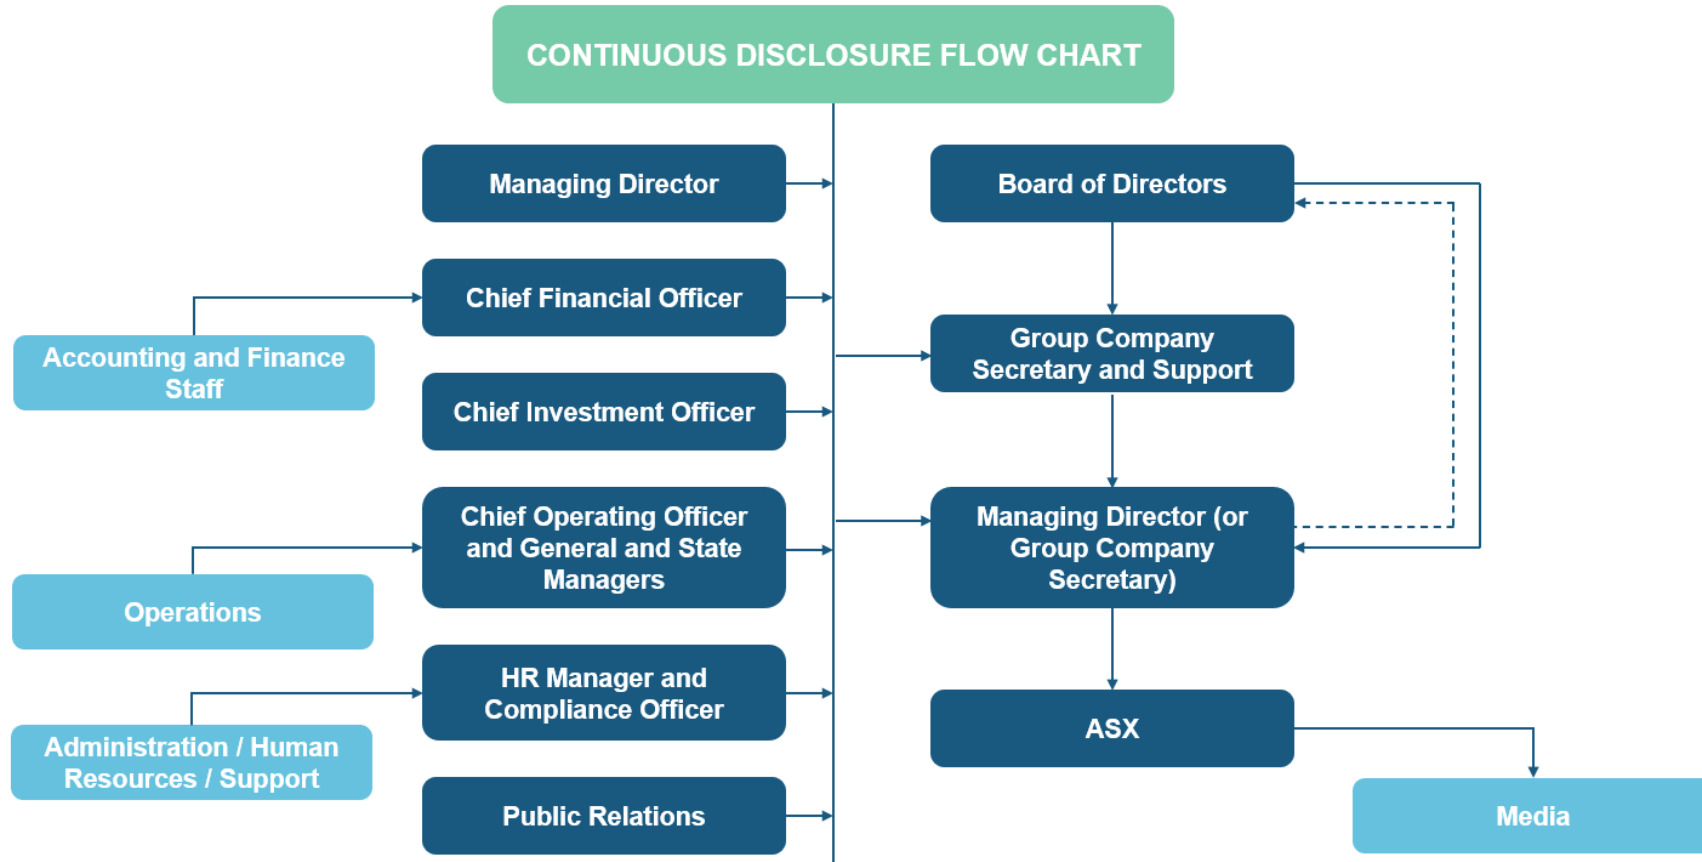 CONTINUOUS DISCLOSURE FLOW CHART
Managing Director
Board of Directors
Chief Financial Officer
Accounting and Finance
Staff
Group Company
Secretary and Support
Chief Investment Officer
Chief Operating Officer
and General and State
Managers
Managing Director (or
Group Company
Secretary)
Operations
HR Manager and
Compliance Officer
Administration / Human
Resources / Support
ASX
Public Relations
Media